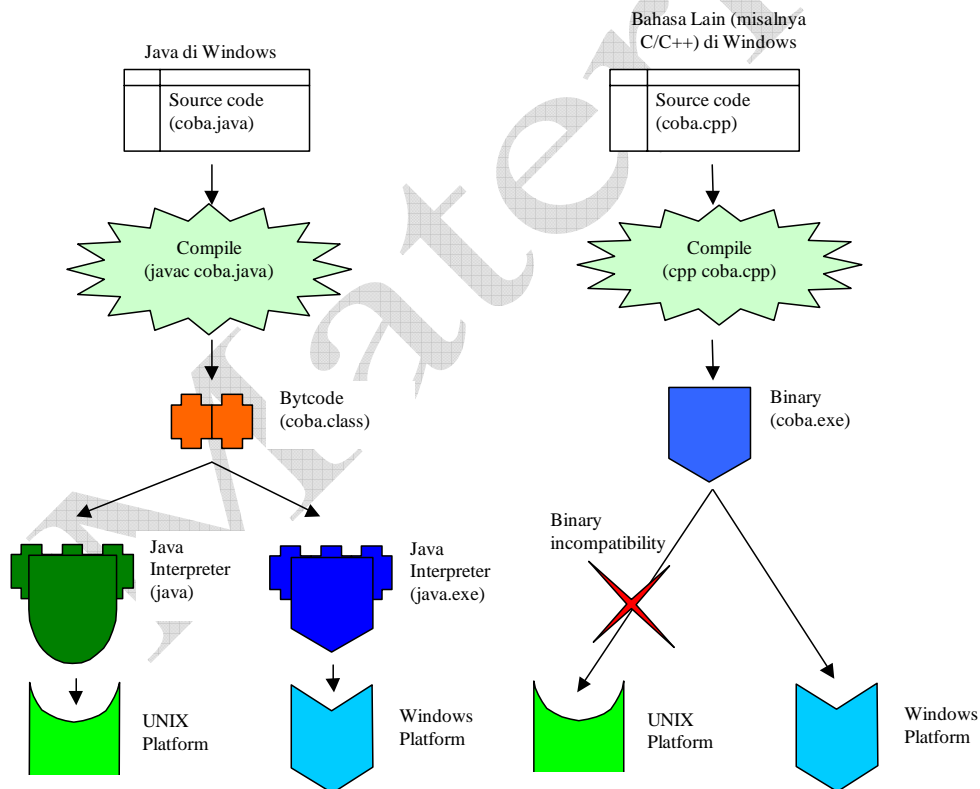 Java di Windows
Source code
(coba.java)
Compile
(javac coba.java)
Bytcode
(coba.class)
Java
Interpreter
(java)
Java
Interpreter
(java.exe)
UNIX
Platform
Windows
Platform
Bahasa Lain (misalnya
C/C++) di Windows
Source code
(coba.cpp)
Compile
(cpp coba.cpp)
Binary
(coba.exe)
Binary
incompatibility
UNIX
Platform
Windows
Platform
Materi